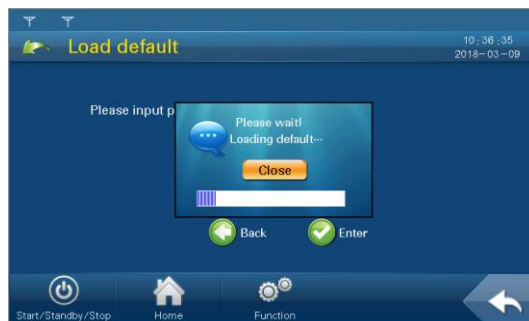 Load default
10:36:35
2018-03-09
Please input p
Please wait!
Loading default...
Close
Back
Enter
Start/Standby/Stop
Home
Function